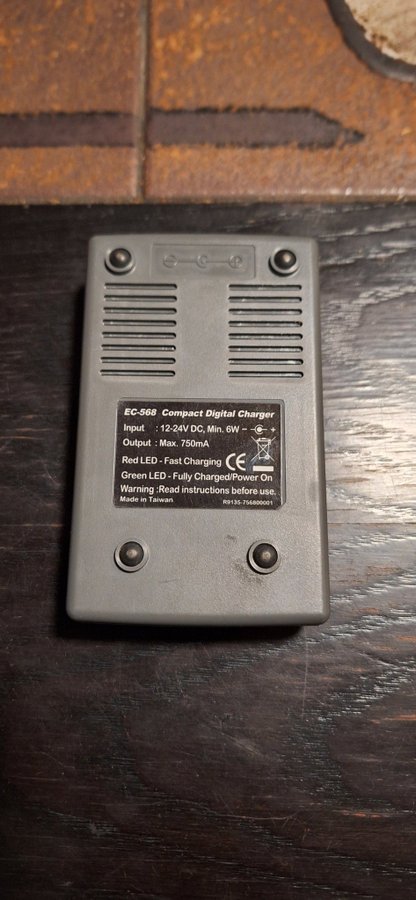 EC-568 Compact Digital Charger
Input : 12-24V DC, Min. 6W
Output : Max. 750mA
Red LED - Fast Charging CE
Green LED - Fully Charged/Power On
Warning :Read instructions before use.
Made in Taiwan R9135-756800001